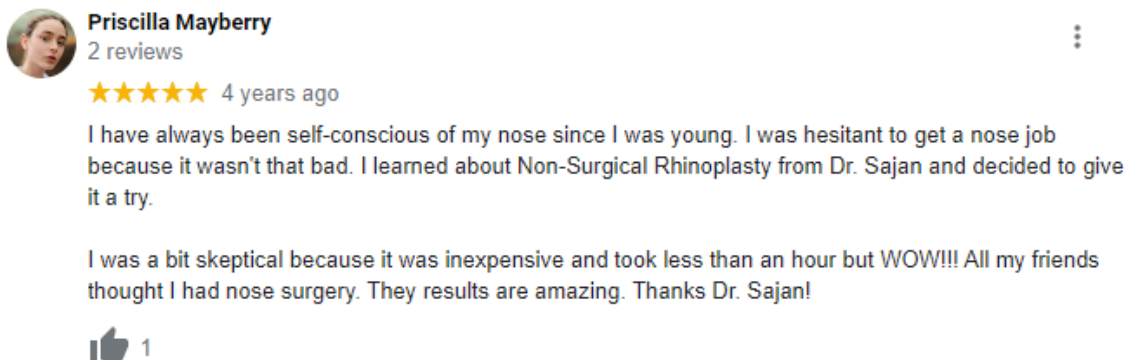 Priscilla Mayberry
2 reviews
4 years ago
I have always been self-conscious of my nose since I was young. I was hesitant to get a nose job
because it wasn't that bad. I learned about Non-Surgical Rhinoplasty from Dr. Sajan and decided to give
it a try.
I was a bit skeptical because it was inexpensive and took less than an hour but WOW!!! All my friends
thought I had nose surgery. They results are amazing. Thanks Dr. Sajan!
1